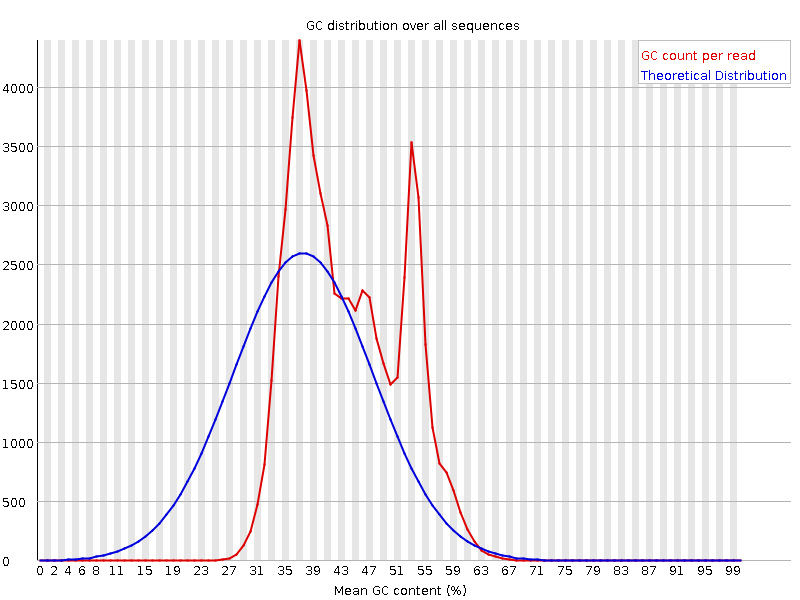 GC distribution over all sequences
GC count per read
Theoretical Distribution
4000
3500
3000
2500
2000
1500
1000
500
0
0 2 4 6 8 11 15 19 23 27 31 35 39 43 47 51 55 59 63 67 71 75 79 83 87 91 95 99
Mean GC content (%)